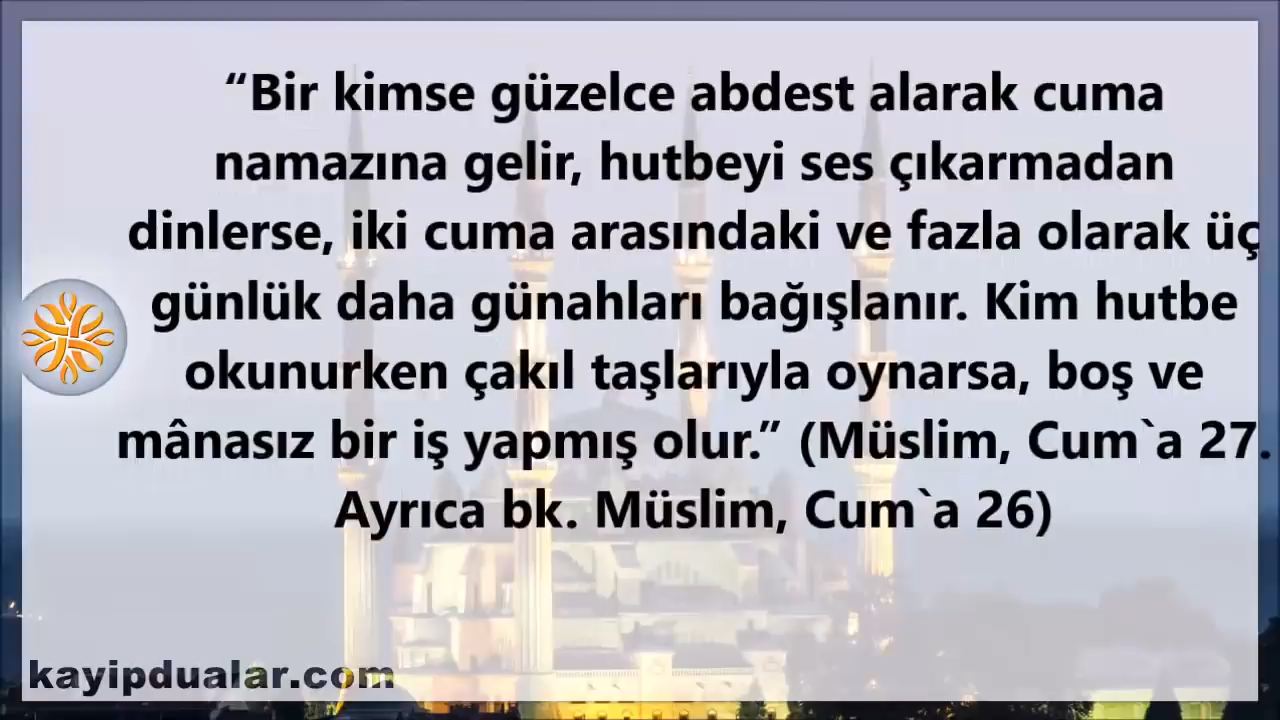 “Bir kimse güzelce abdest alarak cuma
namazına gelir, hutbeyi ses çıkarmadan
dinlerse, iki cuma arasındaki ve fazla olarak üç
günlük daha günahları bağışlanır. Kim hutbe
okunurken çakıl taşlarıyla oynarsa, boş ve
mânasız bir iş yapmış olur.” (Müslim, Cum`a 27.
Ayrıca bk. Müslim, Cum`a 26)
kayipdualar.com